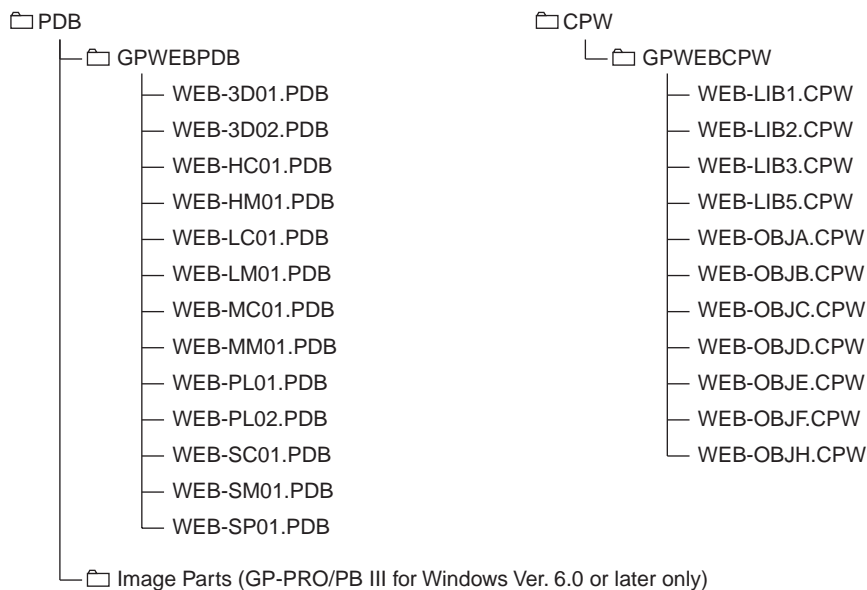 PDB
GPWEBPDB
WEB-3D01.PDB
WEB-3D02.PDB
WEB-HC01.PDB
WEB-HM01.PDB
WEB-LC01.PDB
WEB-LM01.PDB
WEB-MC01.PDB
WEB-MM01.PDB
WEB-PL01.PDB
WEB-PL02.PDB
WEB-SC01.PDB
WEB-SM01.PDB
WEB-SP01.PDB
Image Parts (GP-PRO/PB III for Windows Ver. 6.0 or later only)
CPW
GPWEBCPW
WEB-LIB1.CPW
WEB-LIB2.CPW
WEB-LIB3.CPW
WEB-LIB5.CPW
WEB-OBJA.CPW
WEB-OBJB.CPW
WEB-OBJC.CPW
WEB-OBJD.CPW
WEB-OBJE.CPW
WEB-OBJF.CPW
WEB-OBJH.CPW